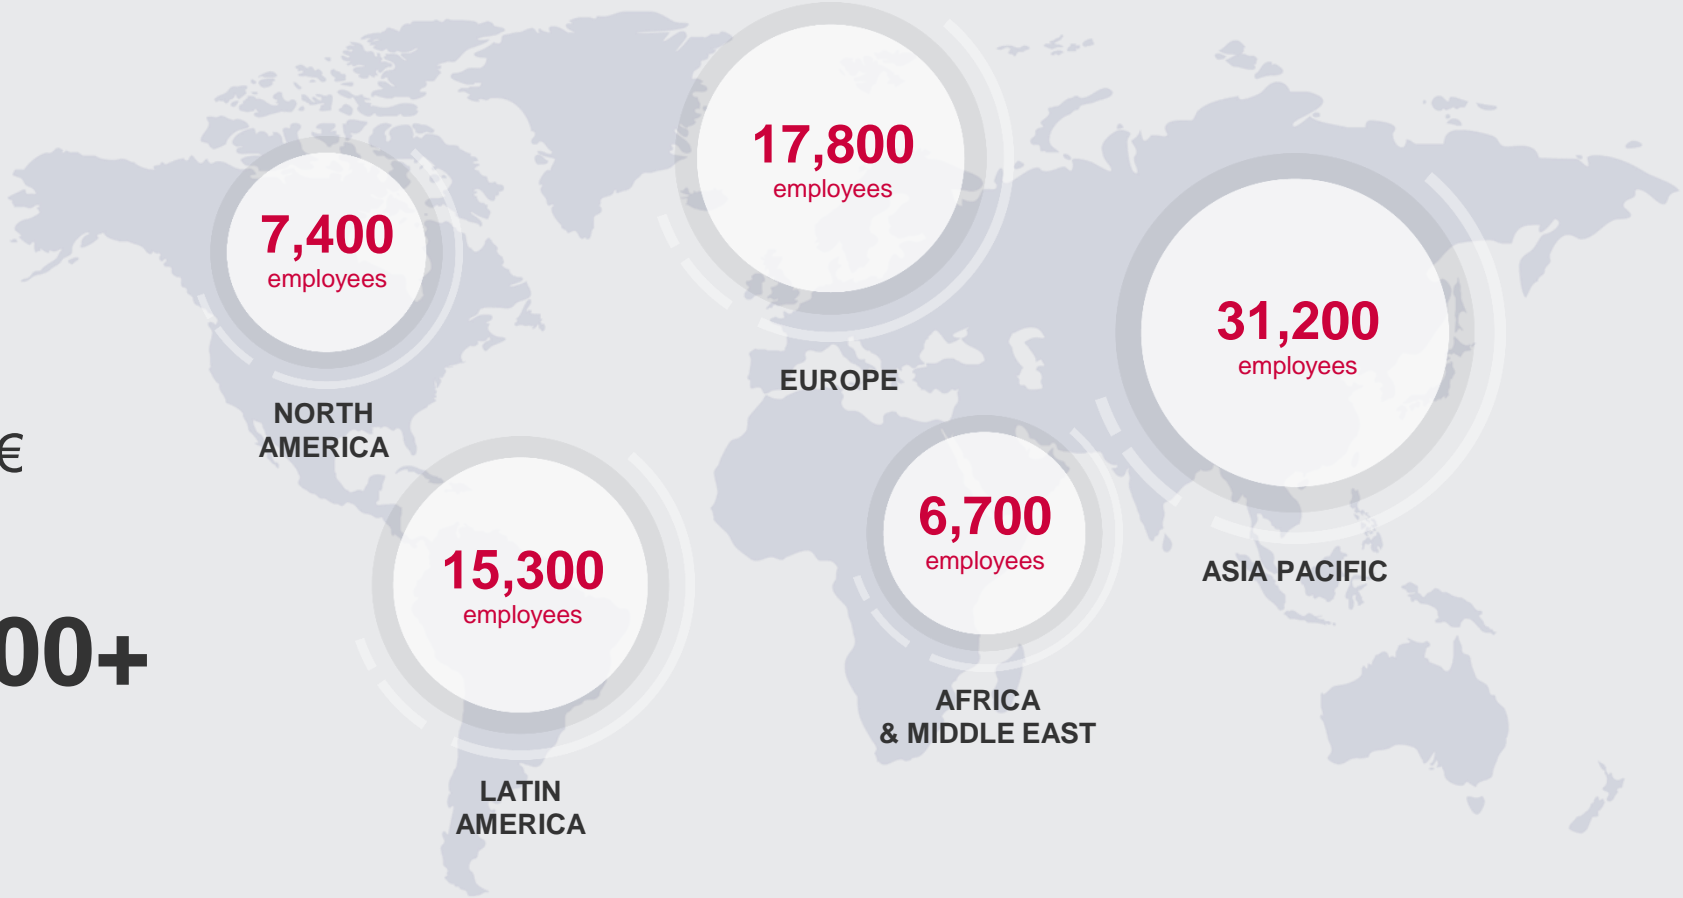 17,800
employees
EUROPE
7,400
employees
NORTH
AMERICA
31,200
employees
ASIA PACIFIC
€
15,300
employees
LATIN
AMERICA
6,700
employees
AFRICA
& MIDDLE EAST
00+